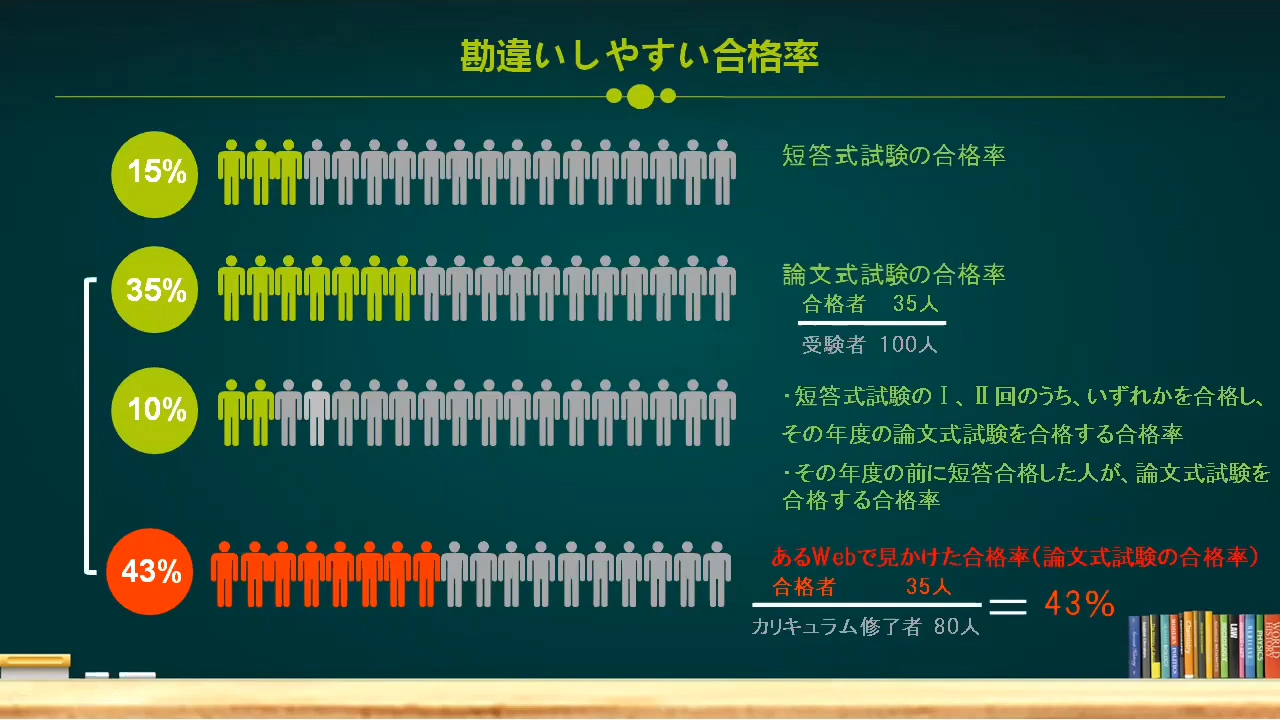 勘違いしやすい合格率
15%
短答式試験の合格率
35%
論文式試験の合格率
合格者 35人
受験者 100人
10%
・短答式試験のⅠ、Ⅱ回のうち、いずれかを合格し、
その年度の論文式試験を合格する合格率
・その年度の前に短答合格した人が、論文式試験を
合格する合格率
43%
あるWebで見かけた合格率(論文式試験の合格率)
合格者 35人
カリキュラム修了者 80人
= 43%
LAW
PHYSICS
WORLD HISTORY